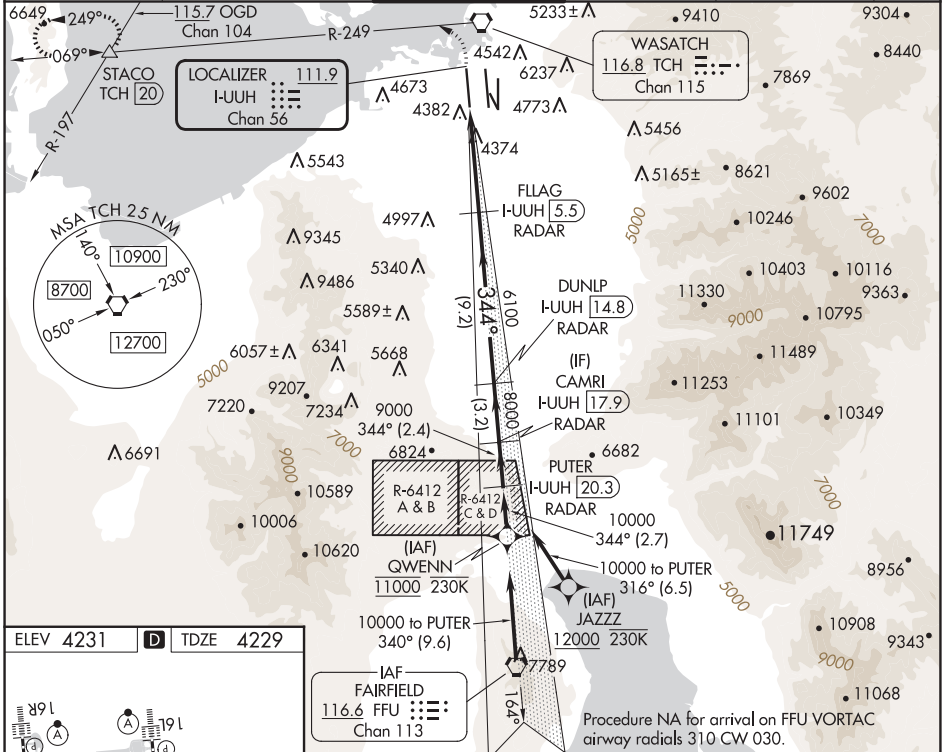 6649
249°
115.7 OGD
Chan 104
R-249
5233±
9410
9304
069°
STACO
TCH 20
LOCALIZER 111.9
I-UUH
Chan 56
4542
6237
WASATCH
116.8 TCH
Chan 115
8440
7869
4673
4382
4773
R-197
4374
5456
5543
5165±
8621
FLLAG
I-UUH 5.5
RADAR
9602
MSA TCH 25 NM
4997
10246
5000
7000
140°
10900
9345
8700
230°
9486
5340
10403
10116
11330
9363
DUNLP
I-UUH 14.8
RADAR
344°
6100
(9.2)
050°
12700
5589±
9000
10795
6057±
6341
5668
11489
(IF)
CAMRI
I-UUH 17.9
RADAR
5000
9207
7220
7234
11253
8000
(3.2)
9000
344° (2.4)
11101
10349
7000
6691
6824
6682
9000
R-6412
A & B
R-6412
C & D
PUTER
I-UUH 20.3
RADAR
7000
10589
10006
10620
10000
344° (2.7)
11749
(IAF)
QWENN
11000 230K
10000 to PUTER
316° (6.5)
8956
(IAF)
JAZZZ
12000 230K
5000
10000 to PUTER
340° (9.6)
10908
9343
9000
ELEV 4231 D TDZE 4229
7789
IAF
FAIRFIELD
116.6 FFU
Chan 113
164°
11068
Procedure NA for arrival on FFU VORTAC
airway radials 310 CW 030.
16R
A
P
A
16L
P